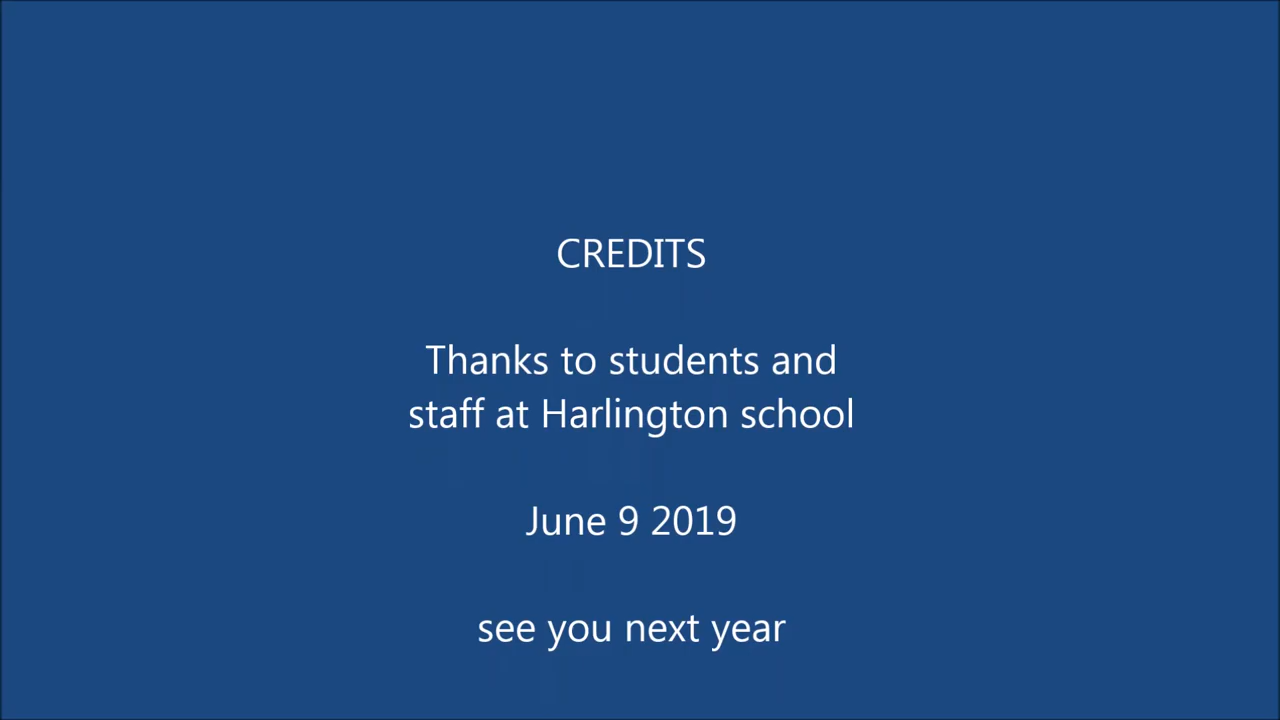 CREDITS
Thanks to students and
staff at Harlington school
June 9 2019
see you next year